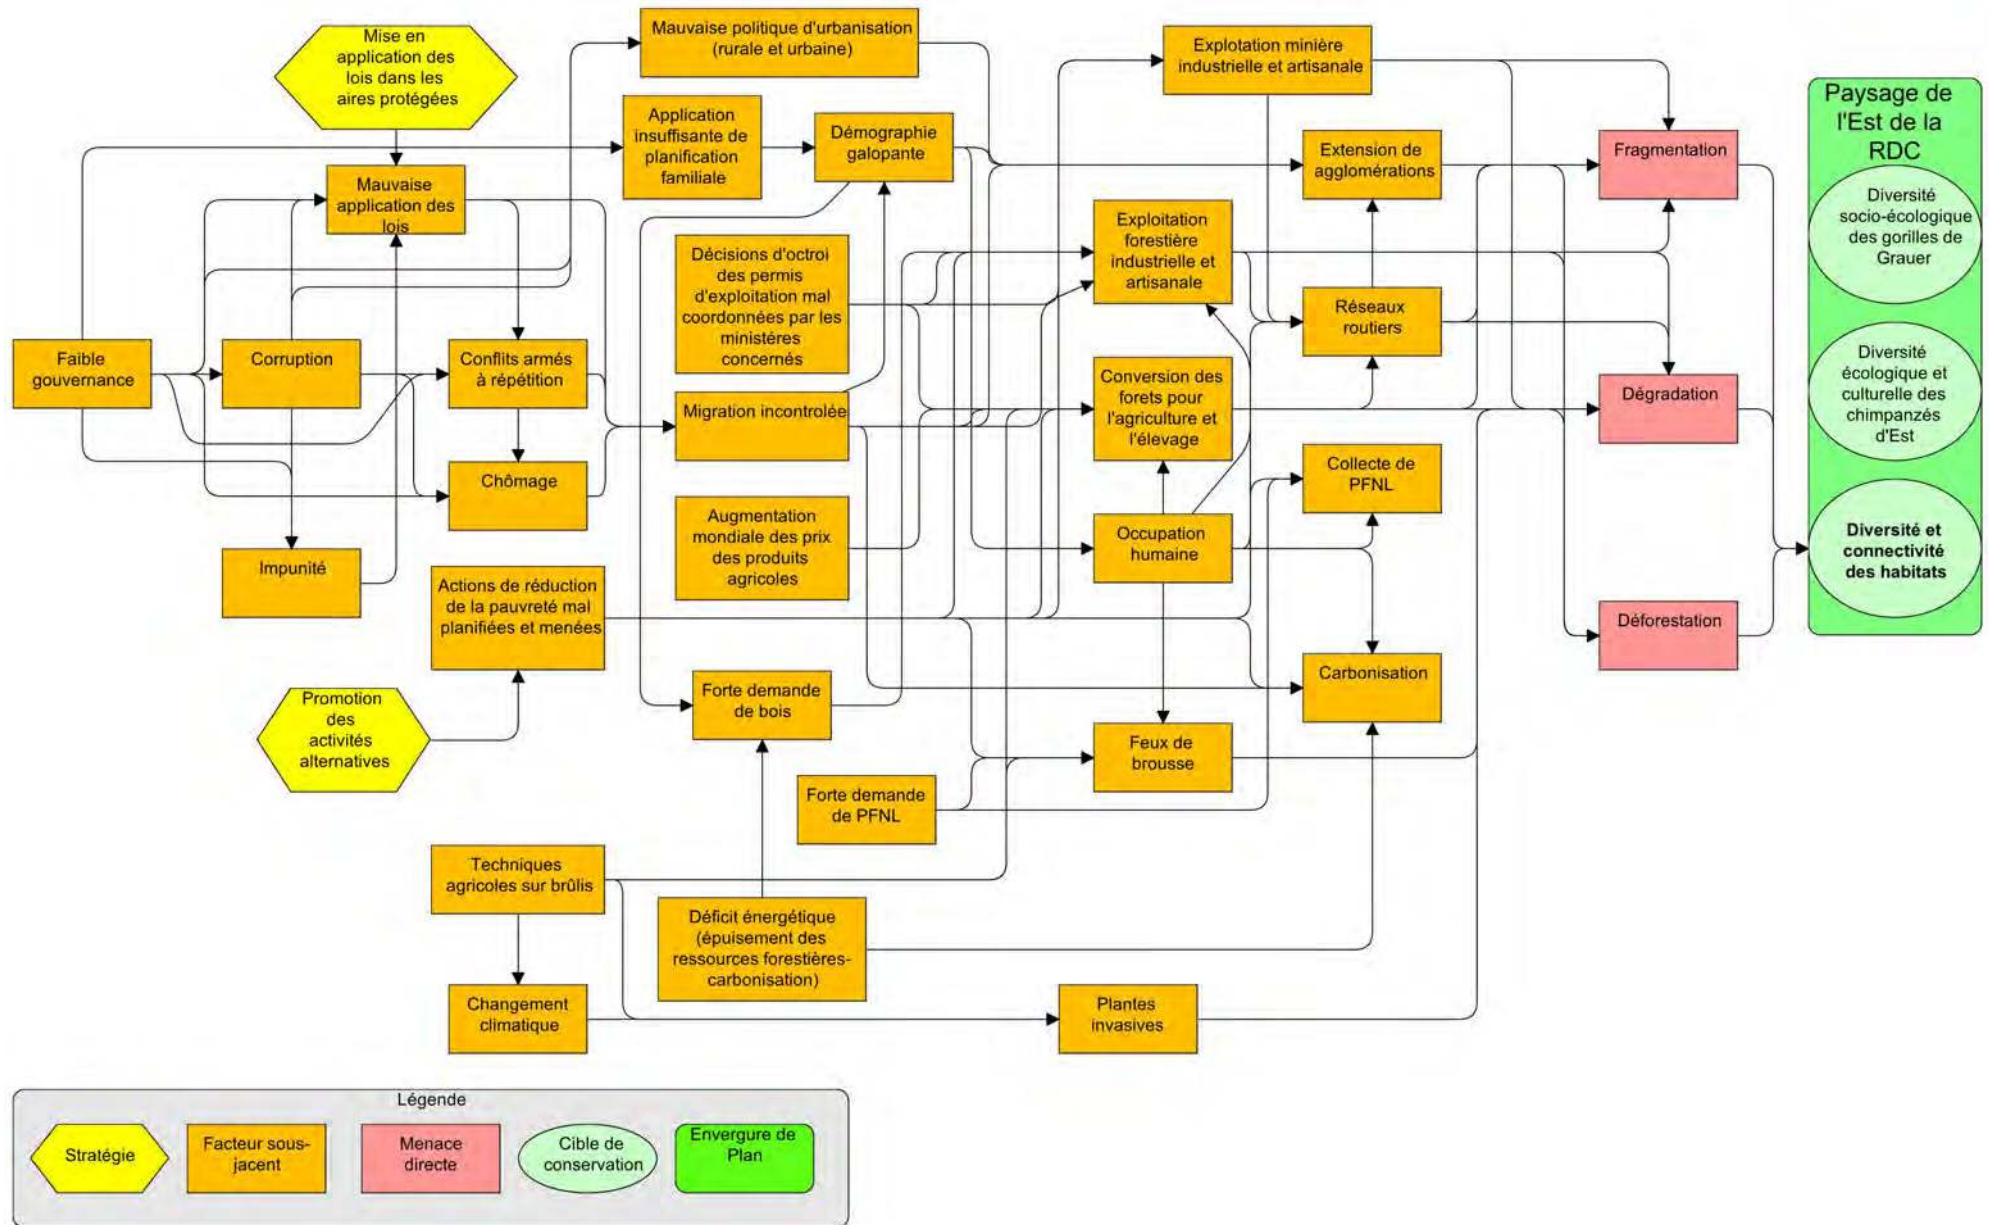 Mise en
application des
lois dans les
aires protégées
Mauvaise politique d'urbanisation
(rurale et urbaine)
Explotation minière
industrielle et artisanale
Paysage de
l'Est de la
RDC
Application
insuffisante de
planification
familiale
Démographie
galopante
Extension de
agglomérations
Fragmentation
Mauvaise
application des
lois
Diversité
socio-écologique
des gorilles de
Grauer
Décisions d'octroi
des permis
d'exploitation mal
coordonnées par les
ministéres
concernés
Exploitation
forestière
industrielle et
artisanale
Réseaux
routiers
Faible
gouvernance
Corruption
Conflits armés
à répétition
Migration incontrolée
Conversion des
forets pour
l'agriculture et
l'élevage
Dégradation
Diversité
écologique et
culturelle des
chimpanzés
d'Est
Chômage
Collecte de
PFNL
Augmentation
mondiale des prix
des produits
agricoles
Occupation
humaine
Diversité et
connectivité
des habitats
Impunité
Actions de réduction
de la pauvreté mal
planifiées et menées
Déforestation
Promotion
des
activités
alternatives
Forte demande
de bois
Carbonisation
Feux de
brousse
Forte demande
de PFNL
Techniques
agricoles sur brûlis
Déficit énergétique
(épuisement des
ressources forestières-
carbonisation)
Changement
climatique
Plantes
invasives
Légende
Stratégie
Facteur sous-
jacent
Menace
directe
Cible de
conservation
Envergure de
Plan